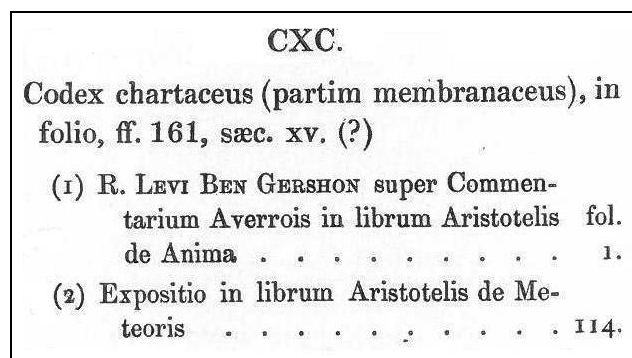 CXC.
Codex chartaceus (partim membranaceus), in
folio, ff. 161, sæc. xv. (?)
(1) R. LEVI BEN GERSHON super Commen-
tarium Averrois in librum Aristotelis fol.
de Anima . . . . . . . . . 1.
(2) Expositio in librum Aristotelis de Me-
teoris . . . . . . . . . . 114.